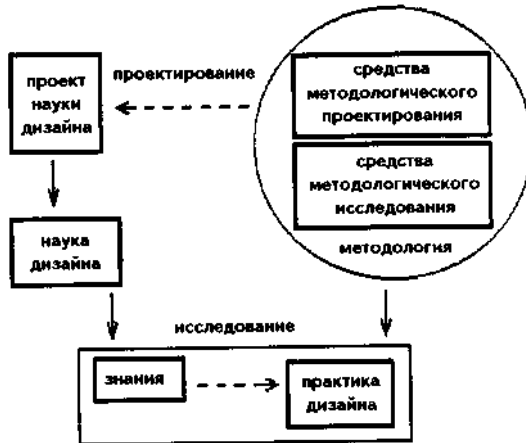 проект
науки
дизайна
проектирование
средства
методологического
проектирования
средства
методологического
исследования
методология
наука
дизайна
исследование
знания
практика
дизайна